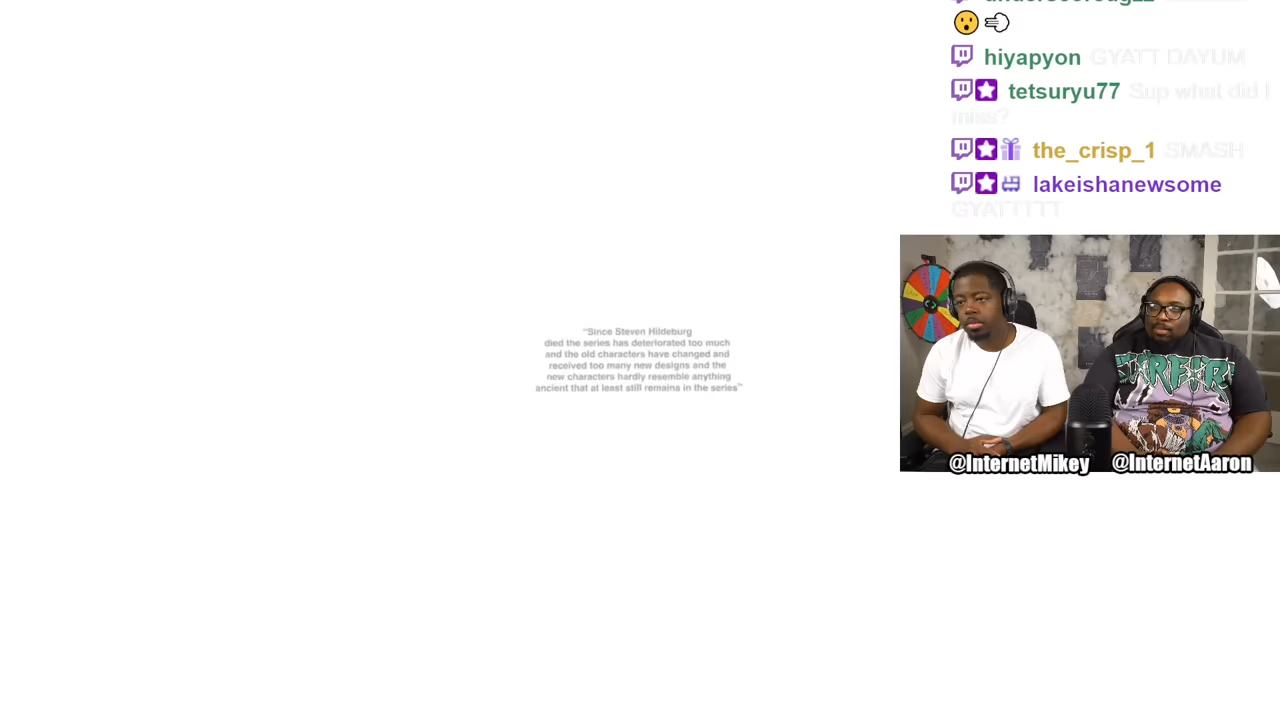 hiyapyon GYATT DAYUM
tetsuryu77 Sup what did I
miss?
the_crisp_1 SMASH
lakeishanewsome
GYATTTTT
"Since Steven Hildeburg
died the series has deteriorated too much
and the old characters have changed and
received too many new designs and the
new characters hardly resemble anything
ancient that at least still remains in the series"
@InternetMikey @InternetAaron